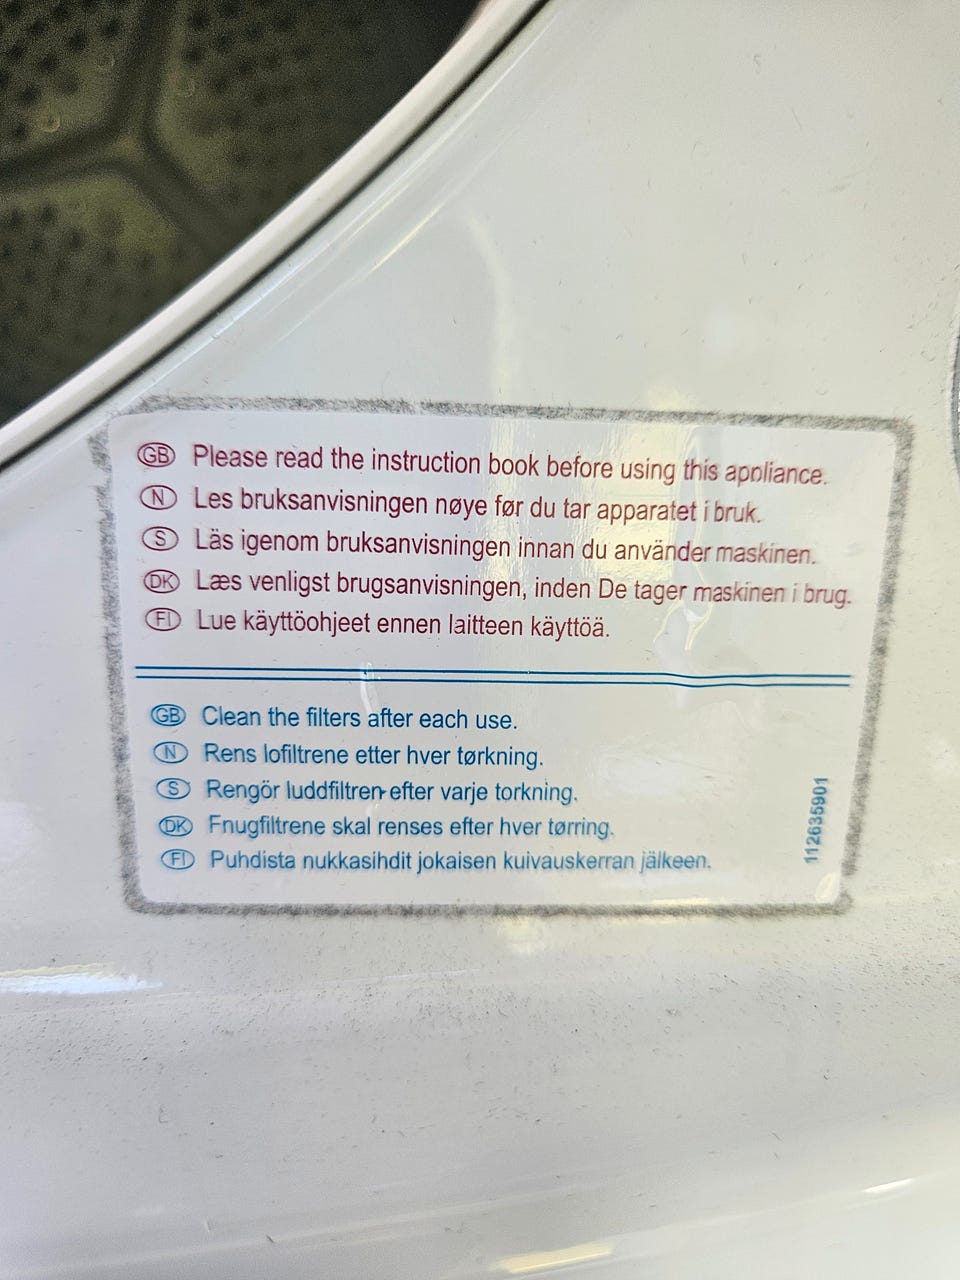 GB Please read the instruction book before using this appliance.
N Les bruksanvisningen nøye før du tar apparatet i bruk.
S Läs igenom bruksanvisningen innan du använder maskinen.
DK Læs venligst brugsanvisningen, inden De tager maskinen i brug.
FI Lue käyttöohjeet ennen laitteen käyttöä.
GB Clean the filters after each use.
N Rens lofiltrene etter hver tørkning.
S Rengör luddfiltren efter varje torkning.
DK Fnugfiltrene skal renses efter hver tørring.
FI Puhdista nukkasihdit jokaisen kuivauskerran jälkeen.
112635901